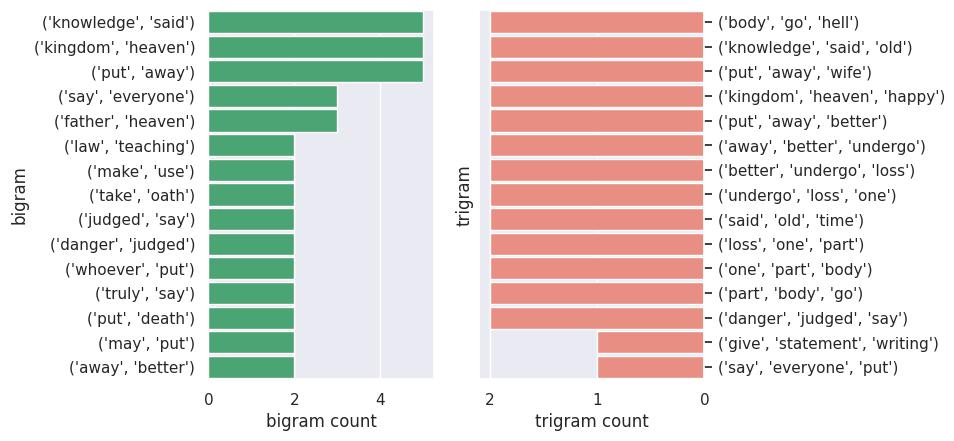 bigram
('knowledge', 'said')
('kingdom', 'heaven')
('put', 'away')
('say', 'everyone')
('father', 'heaven')
('law', 'teaching')
('make', 'use')
('take', 'oath')
('judged', 'say')
('danger', 'judged')
('whoever', 'put')
('truly', 'say')
('put', 'death')
('may', 'put')
('away', 'better')
0 2 4
bigram count
trigram
('body', 'go', 'hell')
('knowledge', 'said', 'old')
('put', 'away', 'wife')
('kingdom', 'heaven', 'happy')
('put', 'away', 'better')
('away', 'better', 'undergo')
('better', 'undergo', 'loss')
('undergo', 'loss', 'one')
('said', 'old', 'time')
('loss', 'one', 'part')
('one', 'part', 'body')
('part', 'body', 'go')
('danger', 'judged', 'say')
('give', 'statement', 'writing')
('say', 'everyone', 'put')
2 1 0
trigram count